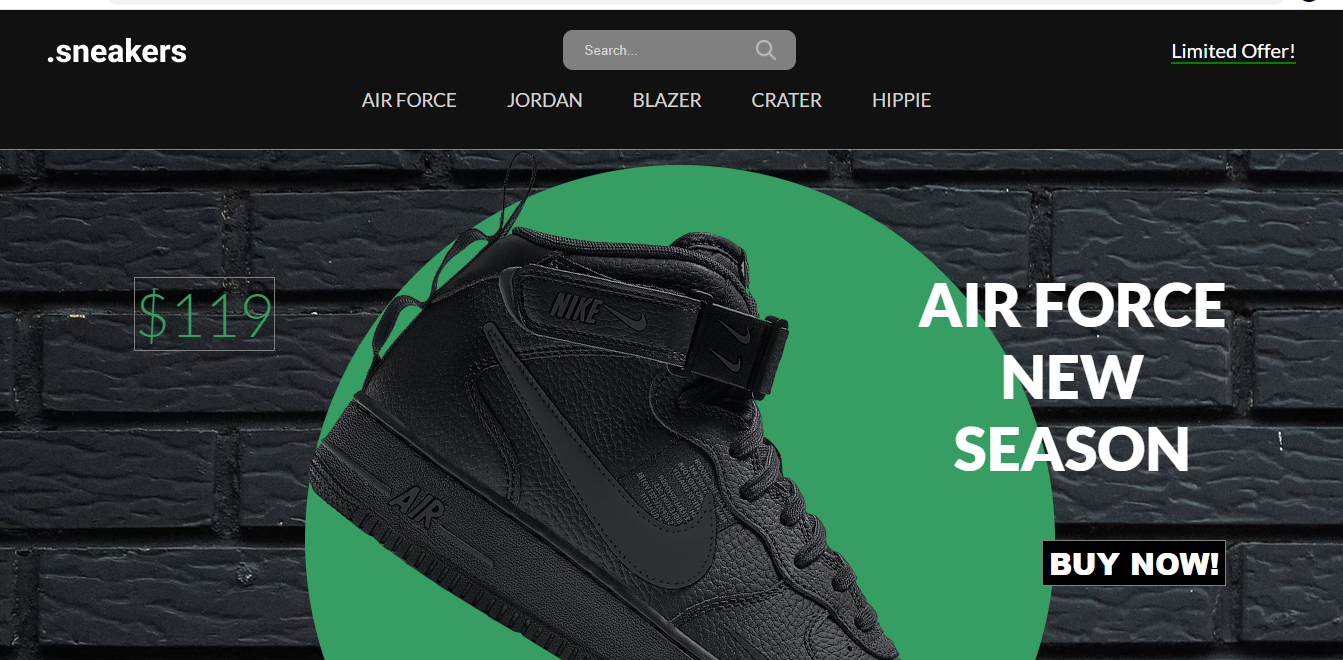 .sneakers
Search...
Limited Offer!
AIR FORCE
JORDAN
BLAZER
CRATER
HIPPIE
$119
NIKE
AIR
AIR FORCE
NEW
SEASON
BUY NOW!